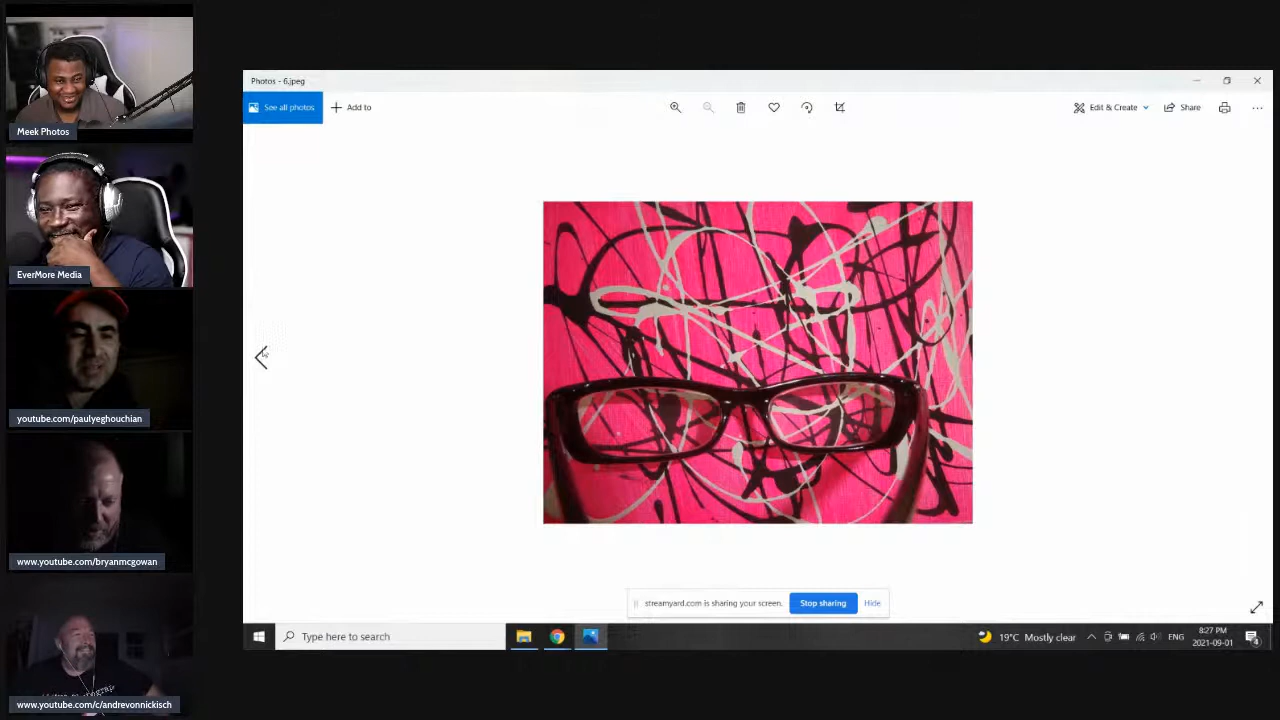 Meek Photos
EverMore Media
youtube.com/paulyeghouchian
www.youtube.com/bryanmcgowan
www.youtube.com/c/andrevonnickisch
Photos - 6.jpeg
See all photos
Add to
Edit & Create
Share
streamyard.com is sharing your screen.
Stop sharing
Hide
Type here to search
19°C Mostly clear
ENG
8:27 PM
2021-09-01